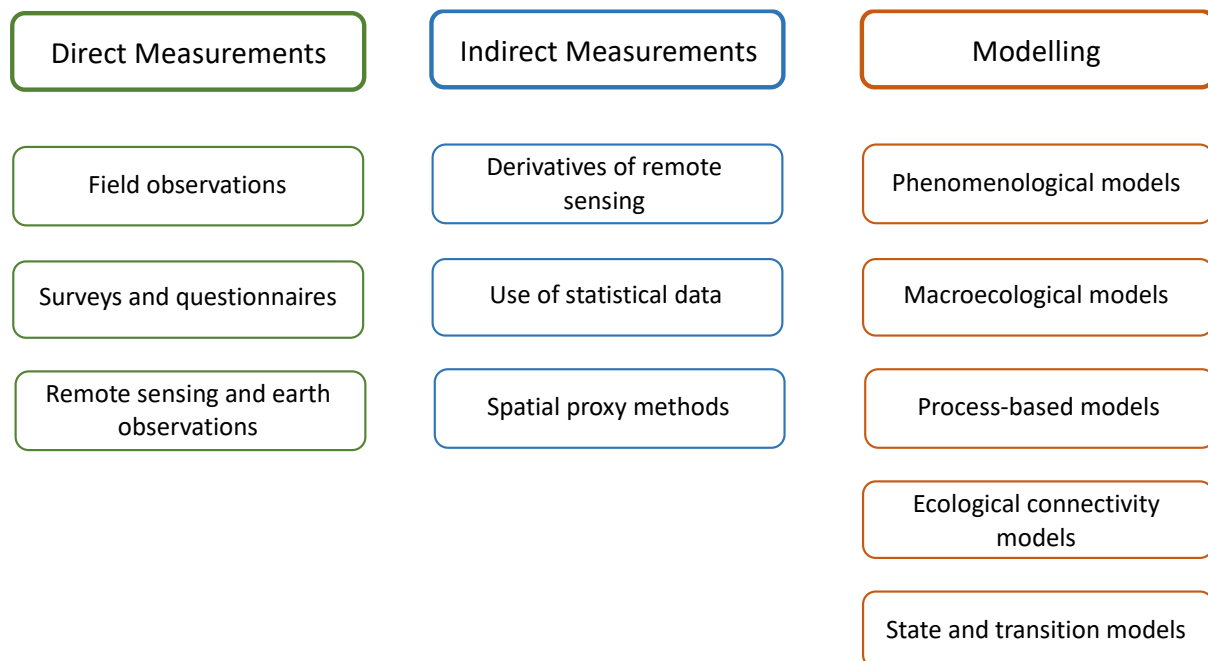 Direct Measurements
Field observations
Surveys and questionnaires
Remote sensing and earth
observations
Indirect Measurements
Derivatives of remote
sensing
Use of statistical data
Spatial proxy methods
Modelling
Phenomenological models
Macroecological models
Process-based models
Ecological connectivity
models
State and transition models